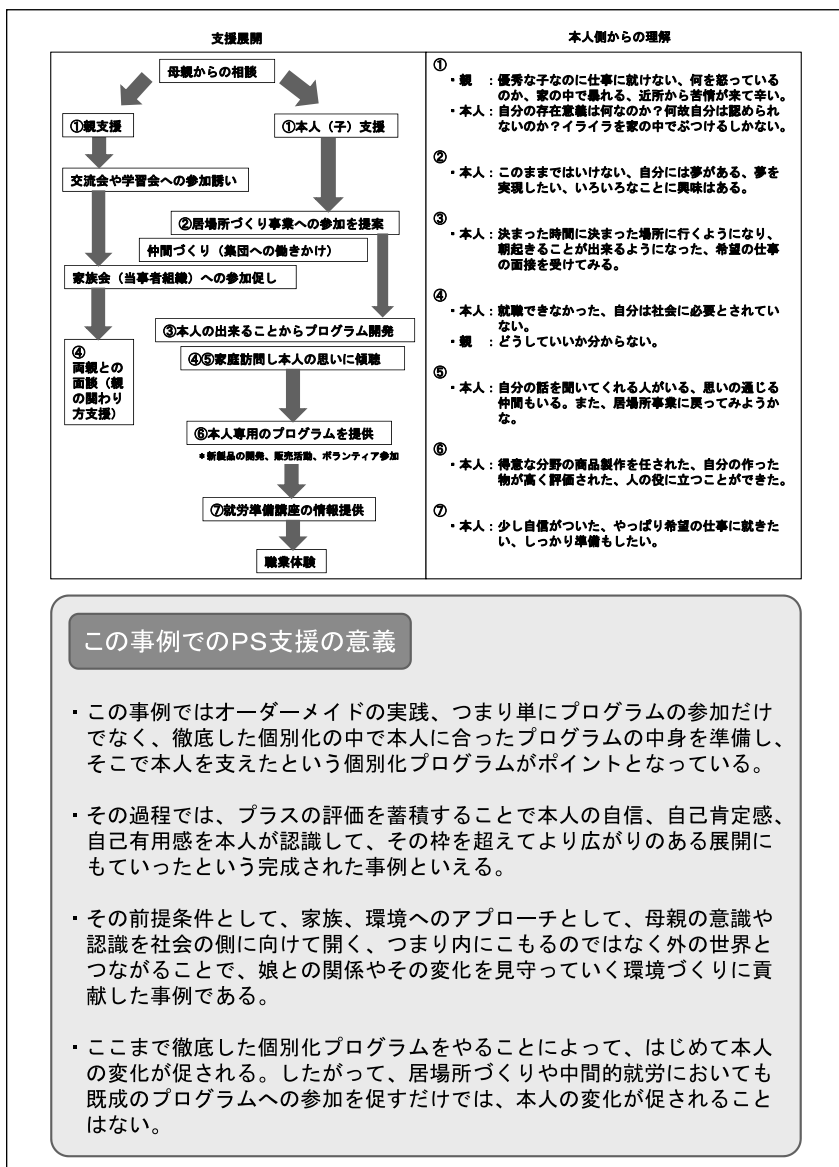 支援展開
母親からの相談
①親支援
①本人（子）支援
交流会や学習会への参加誘い
②居場所づくり事業への参加を提案
仲間づくり（集団への働きかけ）
家族会（当事者組織）への参加促し
③本人の出来ることからプログラム開発
④
両親との
面談（親
の関わり
方支援）
④⑤家庭訪問し本人の思いに傾聴
⑥本人専用のプログラムを提供
＊新製品の開発、販売活動、ボランティア参加
⑦就労準備講座の情報提供
職業体験
本人側からの理解
①
・親　：優秀な子なのに仕事に就けない、何を怒っている
のか、家の中で暴れる、近所から苦情が来て辛い。
・本人：自分の存在意義は何なのか？何故自分は認められ
ないのか？イライラを家の中でぶつけるしかない。
②
・本人：このままではいけない、自分には夢がある、夢を
実現したい、いろいろなことに興味はある。
③
・本人：決まった時間に決まった場所に行くようになり、
朝起きることが出来るようになった、希望の仕事
の面接を受けてみる。
④
・本人：就職できなかった、自分は社会に必要とされてい
ない。
・親　：どうしていいか分からない。
⑤
・本人：自分の話を聞いてくれる人がいる、思いの通じる
仲間もいる。また、居場所事業に戻ってみようか
な。
⑥
・本人：得意な分野の商品製作を任された、自分の作った
物が高く評価された、人の役に立つことができた。
⑦
・本人：少し自信がついた、やっぱり希望の仕事に就きた
い、しっかり準備もしたい。
この事例でのPS支援の意義
・この事例ではオーダーメイドの実践、つまり単にプログラムの参加だけ
でなく、徹底した個別化の中で本人に合ったプログラムの中身を準備し、
そこで本人を支えたという個別化プログラムがポイントとなっている。
・その過程では、プラスの評価を蓄積することで本人の自信、自己肯定感、
自己有用感を本人が認識して、その枠を超えてより広がりのある展開に
もていったという完成された事例といえる。
・その前提条件として、家族、環境へのアプローチとして、母親の意識や
認識を社会の側に向けて開く、つまり内にこもるのではなく外の世界と
つながることで、娘との関係やその変化を見守っていく環境づくりに貢
献した事例である。
・ここまで徹底した個別化プログラムをやることによって、はじめて本人
の変化が促される。したがって、居場所づくりや中間的就労においても
既成のプログラムへの参加を促すだけでは、本人の変化が促されること
はない。